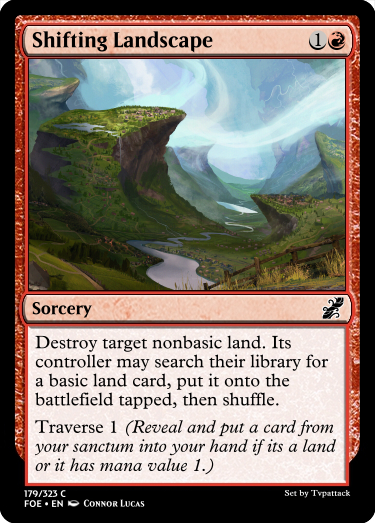 Shifting Landscape 1
Sorcery
Destroy target nonbasic land. Its
controller may search their library for
a basic land card, put it onto the
battlefield tapped, then shuffle.
Traverse 1 (Reveal and put a card from
your sanctum into your hand if its a land
or it has mana value 1.)
179/323 C
Set by Tvpattack
FOE • EN Connor Lucas